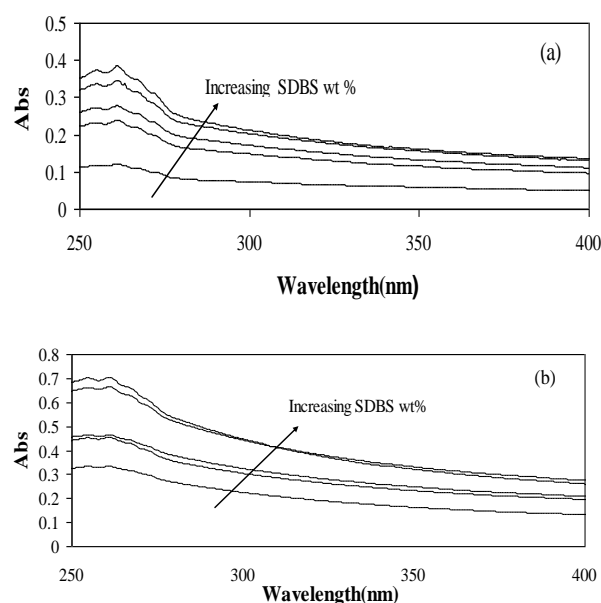 0.5
(a)
0.4
Increasing SDBS wt %
0.3
Abs
0.2
0.1
0
250 300 350 400
Wavelength(nm)
0.8
(b)
0.7
0.6
Increasing SDBS wt%
0.5
Abs
0.4
0.3
0.2
0.1
0
250 300 350 400
Wavelength(nm)